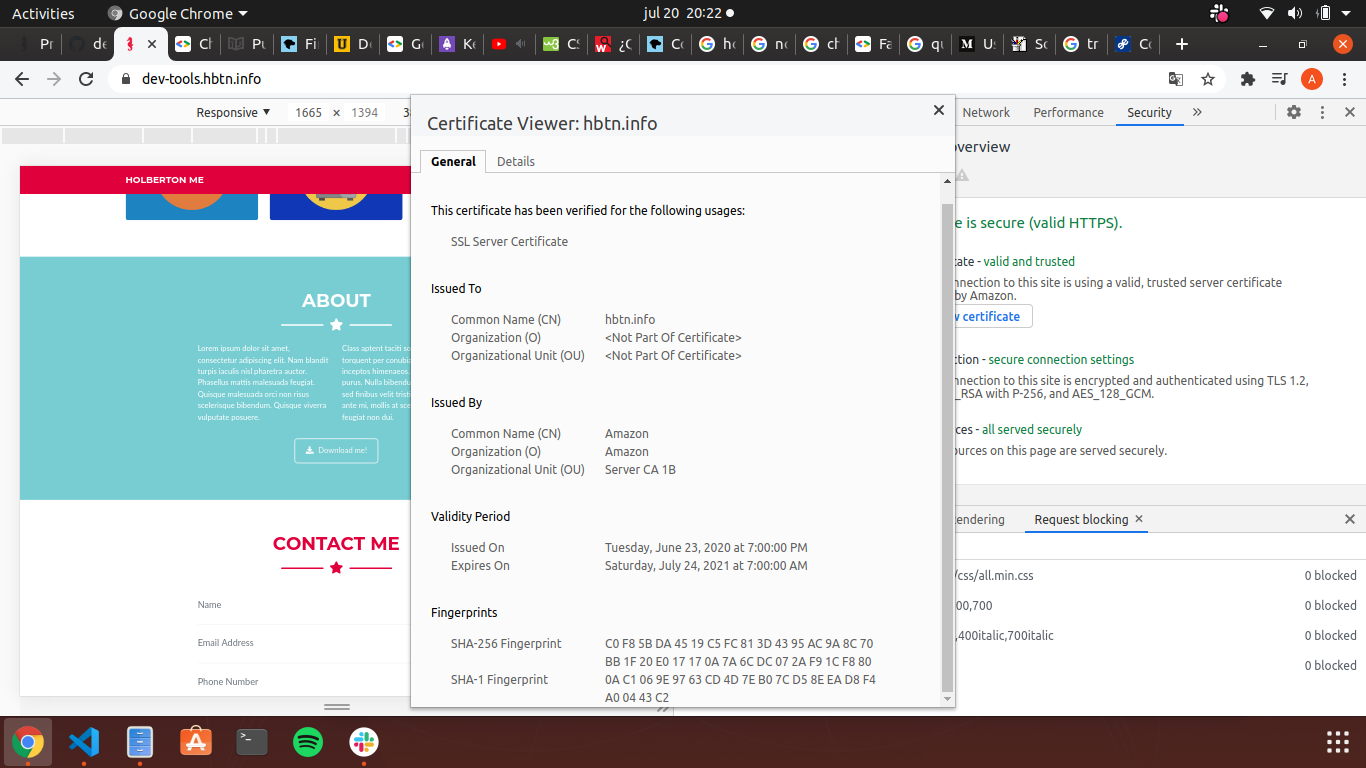 Activities
Google Chrome
jul 20 20:22
Pr
de
Ch
Pu
Fi
De
Ge
Ke
CS
¿C
Co
ho
no
ch
Fa
qu
Us
So
tr
Co
dev-tools.hbtn.info
A
Responsive
1665 × 1394
Network
Performance
Security
»
HOLBERTON ME
ABOUT
Lorem ipsum dolor sit amet,
consectetur adipiscing elit. Nam blandit
turpis iaculis nisl pharetra auctor.
Phasellus mattis malesuada feugiat.
Quisque malesuada orci non risus
scelerisque bibendum. Quisque viverra
vulputate posuere.
Class aptent taciti so
torquent per conubia
inceptos himenaeos.
purus. Nulla bibendu
sed finibus velit tristi
ante mi, mollis at sce
feugiat non dui.
Download me!
CONTACT ME
Name
Email Address
Phone Number
Certificate Viewer: hbtn.info
General
Details
This certificate has been verified for the following usages:
SSL Server Certificate
Issued To
Common Name (CN) hbtn.info
Organization (O) <Not Part Of Certificate>
Organizational Unit (OU) <Not Part Of Certificate>
Issued By
Common Name (CN) Amazon
Organization (O) Amazon
Organizational Unit (OU) Server CA 1B
Validity Period
Issued On Tuesday, June 23, 2020 at 7:00:00 PM
Expires On Saturday, July 24, 2021 at 7:00:00 AM
Fingerprints
SHA-256 Fingerprint C0 F8 5B DA 45 19 C5 FC 81 3D 43 95 AC 9A 8C 70
BB 1F 20 E0 17 17 0A 7A 6C DC 07 2A F9 1C F8 80
SHA-1 Fingerprint 0A C1 06 9E 97 63 CD 4D 7E B0 7C D5 8E EA D8 F4
A0 04 43 C2
overview
e is secure (valid HTTPS).
cate - valid and trusted
nnection to this site is using a valid, trusted server certificate
by Amazon.
w certificate
ction - secure connection settings
nnection to this site is encrypted and authenticated using TLS 1.2,
_RSA with P-256, and AES_128_GCM.
rces - all served securely
ources on this page are served securely.
endering
Request blocking
/css/all.min.css 0 blocked
00,700 0 blocked
,400italic,700italic 0 blocked
0 blocked